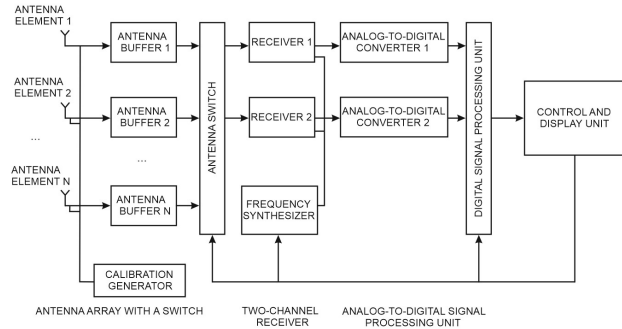 ANTENNA
ELEMENT 1
ANTENNA
BUFFER 1
RECEIVER 1
ANALOG-TO-DIGITAL
CONVERTER 1
ANTENNA
ELEMENT 2
ANTENNA
BUFFER 2
ANTENNA SWITCH
RECEIVER 2
ANALOG-TO-DIGITAL
CONVERTER 2
DIGITAL SIGNAL PROCESSING UNIT
CONTROL AND
DISPLAY UNIT
...
...
ANTENNA
ELEMENT N
ANTENNA
BUFFER N
FREQUENCY
SYNTHESIZER
CALIBRATION
GENERATOR
ANTENNA ARRAY WITH A SWITCH
TWO-CHANNEL
RECEIVER
ANALOG-TO-DIGITAL SIGNAL
PROCESSING UNIT